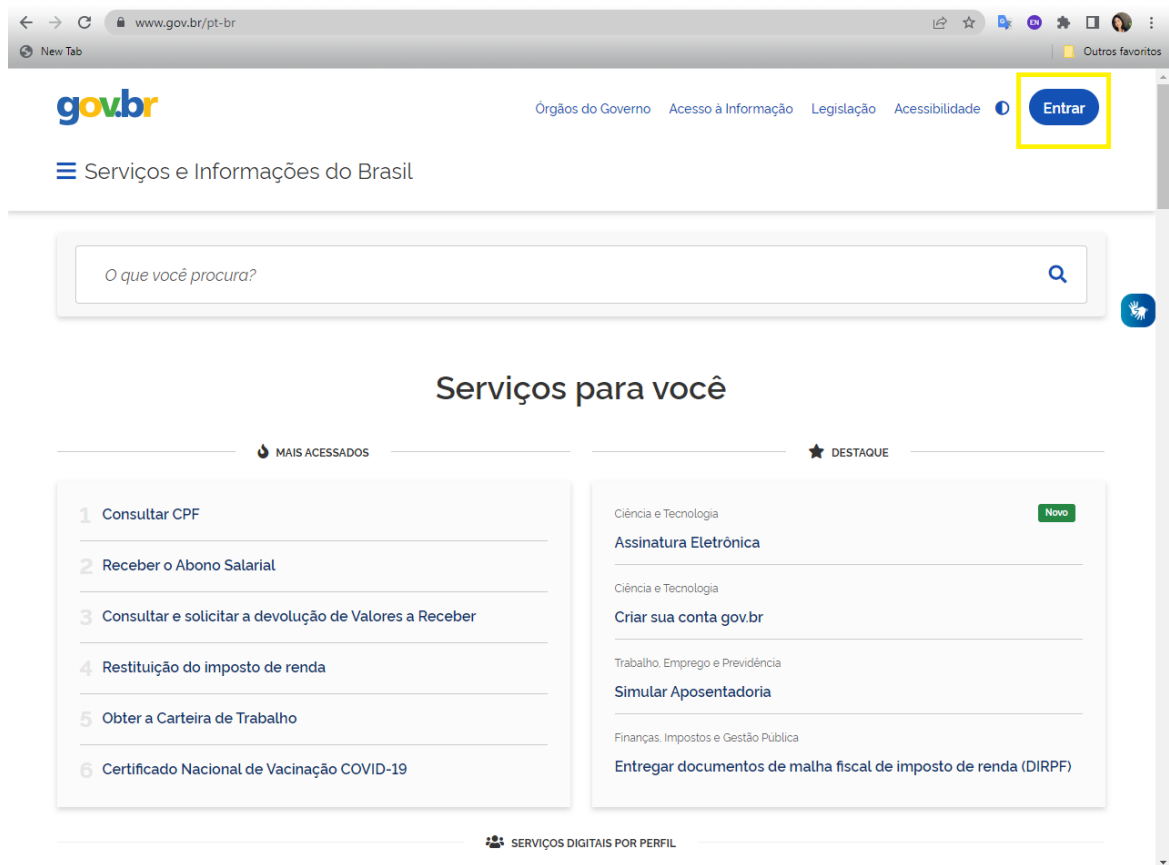 www.gov.br/pt-br
EN
New Tab
Outros favoritos
gov.br
Órgãos do Governo Acesso à Informação Legislação Acessibilidade Entrar
Serviços e Informações do Brasil
O que você procura?
Serviços para você
MAIS ACESSADOS
1 Consultar CPF
2 Receber o Abono Salarial
3 Consultar e solicitar a devolução de Valores a Receber
4 Restituição do imposto de renda
5 Obter a Carteira de Trabalho
6 Certificado Nacional de Vacinação COVID-19
DESTAQUE
Ciência e Tecnologia Novo
Assinatura Eletrônica
Ciência e Tecnologia
Criar sua conta gov.br
Trabalho, Emprego e Previdência
Simular Aposentadoria
Finanças, Impostos e Gestão Pública
Entregar documentos de malha fiscal de imposto de renda (DIRPF)
SERVIÇOS DIGITAIS POR PERFIL